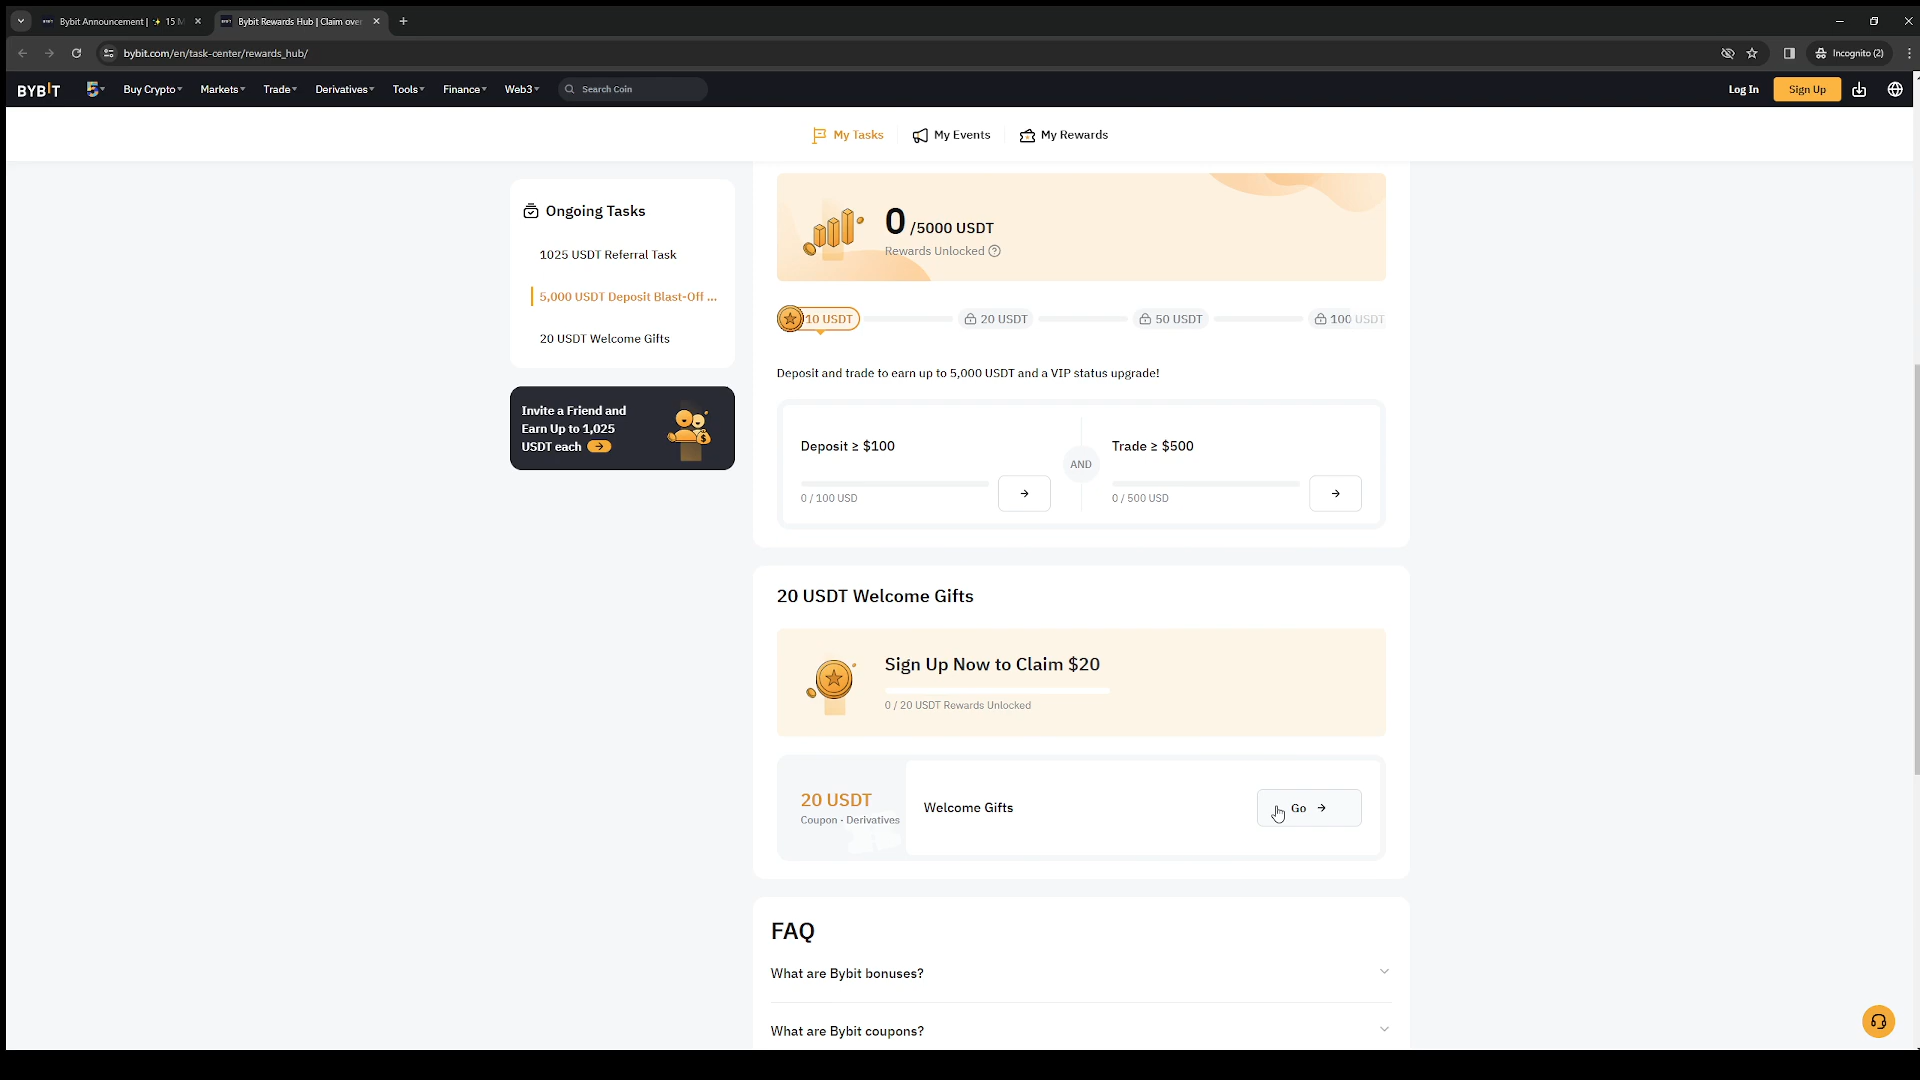 Bybit Announcement | ✨ 15 M
Bybit Rewards Hub | Claim over
bybit.com/en/task-center/rewards_hub/
Incognito (2)
BYBIT
Buy Crypto
Markets
Trade
Derivatives
Tools
Finance
Web3
Search Coin
Log In
Sign Up
My Tasks
My Events
My Rewards
Ongoing Tasks
1025 USDT Referral Task
5,000 USDT Deposit Blast-Off ...
20 USDT Welcome Gifts
Invite a Friend and
Earn Up to 1,025
USDT each
0 /5000 USDT
Rewards Unlocked
10 USDT
20 USDT
50 USDT
100 USDT
Deposit and trade to earn up to 5,000 USDT and a VIP status upgrade!
Deposit ≥ $100
0 / 100 USD
AND
Trade ≥ $500
0 / 500 USD
20 USDT Welcome Gifts
Sign Up Now to Claim $20
0 / 20 USDT Rewards Unlocked
20 USDT
Coupon · Derivatives
Welcome Gifts
Go →
FAQ
What are Bybit bonuses?
What are Bybit coupons?